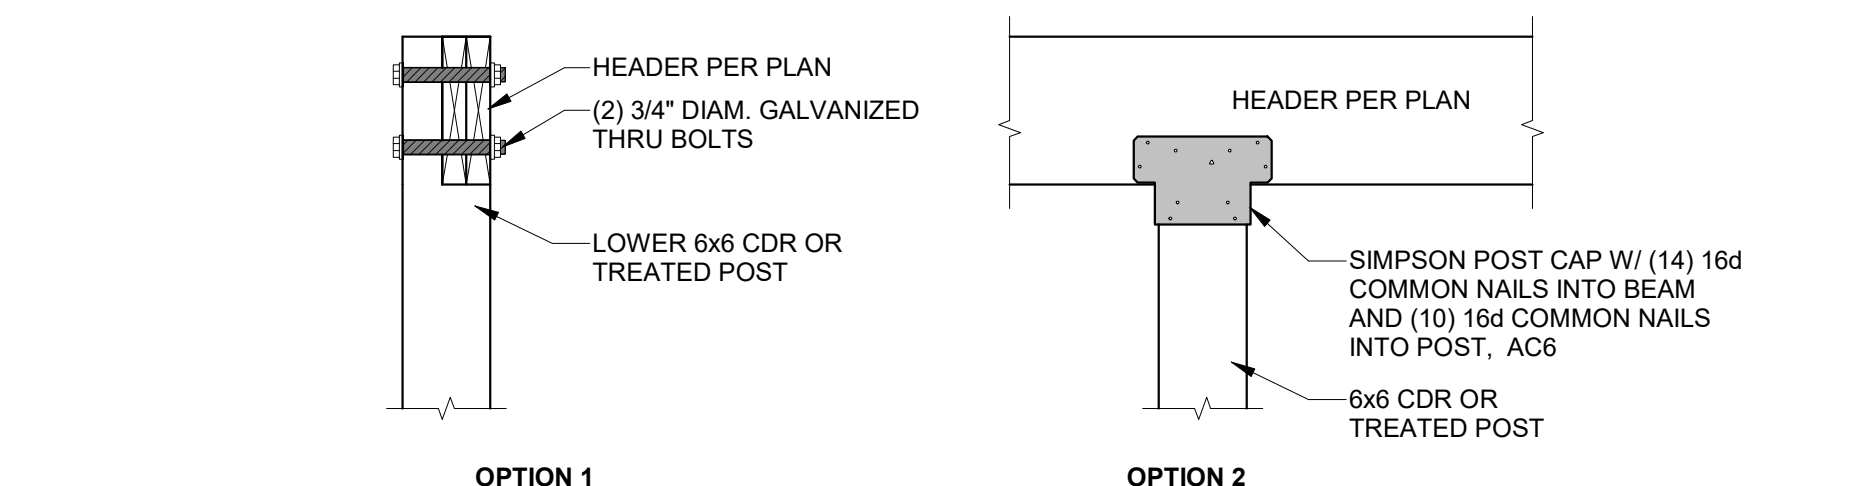 HEADER PER PLAN
(2) 3/4" DIAM. GALVANIZED
THRU BOLTS
LOWER 6x6 CDR OR
TREATED POST
OPTION 1
HEADER PER PLAN
SIMPSON POST CAP W/ (14) 16d
COMMON NAILS INTO BEAM
AND (10) 16d COMMON NAILS
INTO POST, AC6
6x6 CDR OR
TREATED POST
OPTION 2